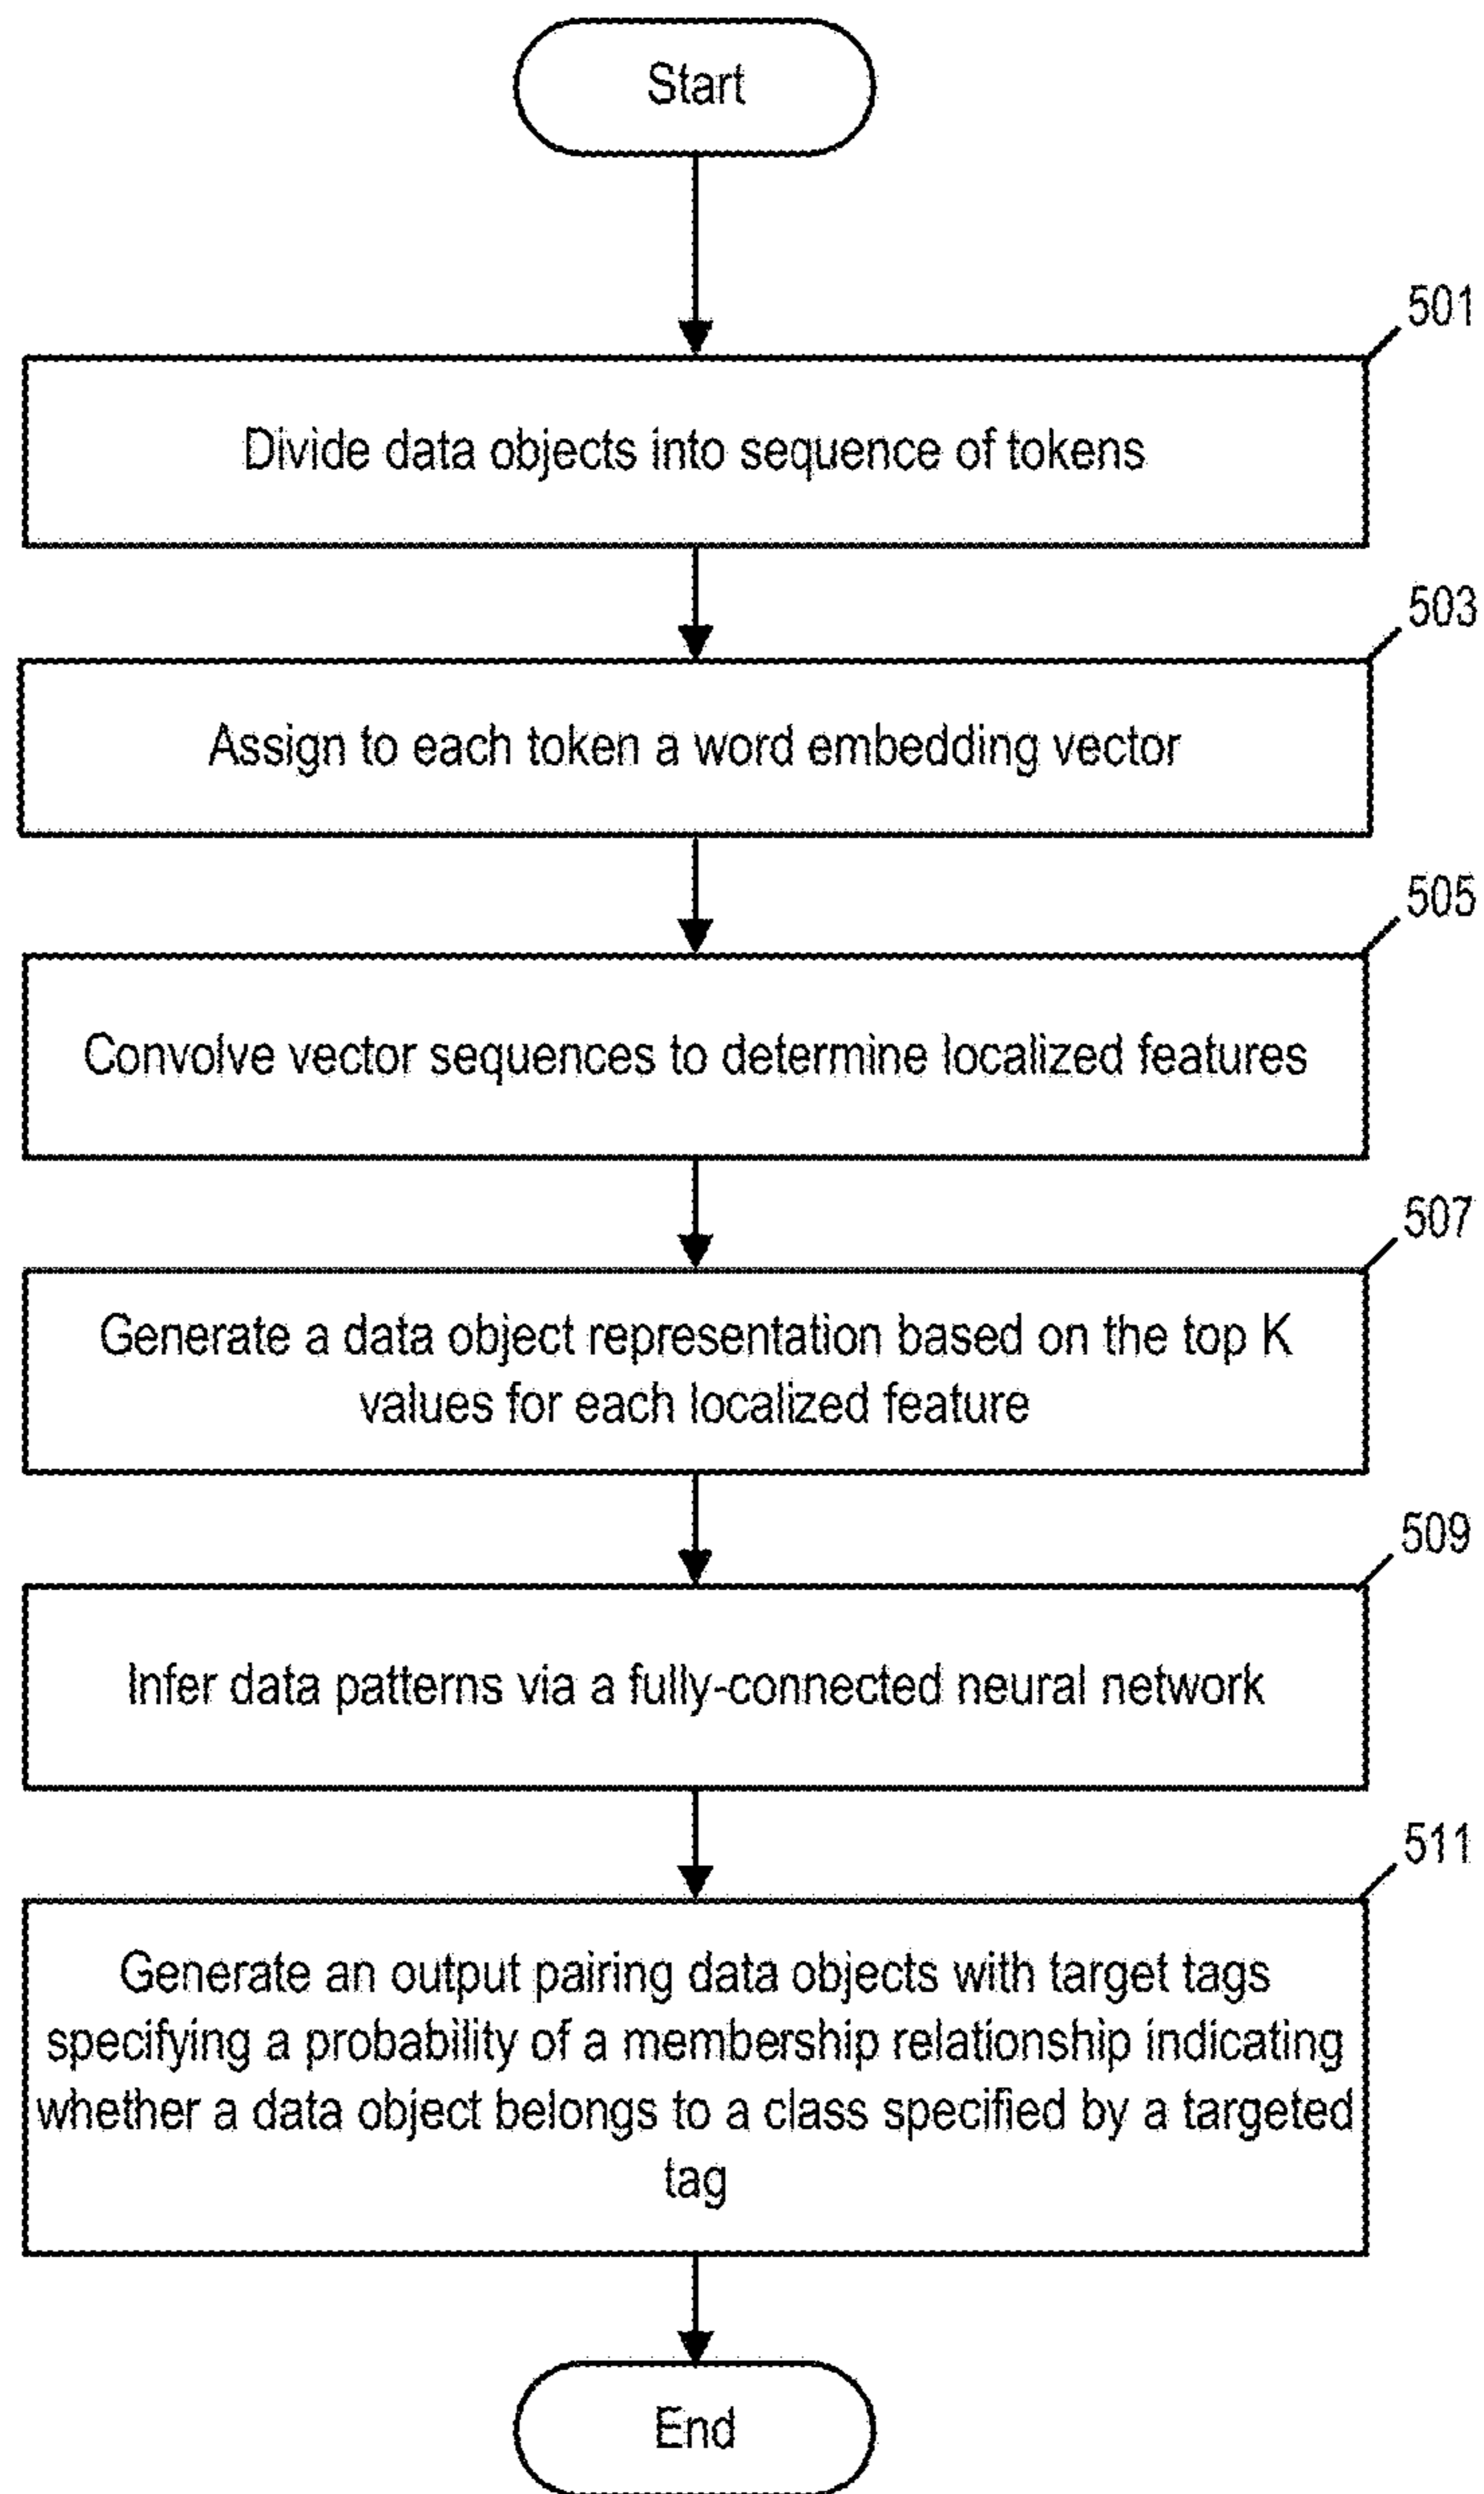 Start
501
Divide data objects into sequence of tokens
503
Assign to each token a word embedding vector
505
Convolve vector sequences to determine localized features
507
Generate a data object representation based on the top K
values for each localized feature
509
Infer data patterns via a fully-connected neural network
511
Generate an output pairing data objects with target tags
specifying a probability of a membership relationship indicating
whether a data object belongs to a class specified by a targeted
tag
End